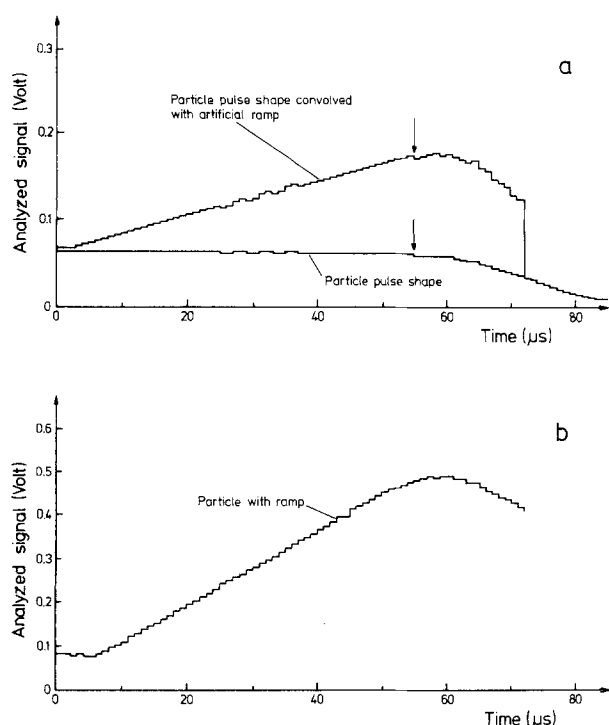 a
0.3
0.2
0.1
0
Analyzed signal (Volt)
Particle pulse shape convolved
with artificial ramp
Particle pulse shape
0
20
40
60
80
Time (µs)
b
0.6
0.5
0.4
0.3
0.2
0.1
0
Analyzed signal (Volt)
Particle with ramp
0
20
40
60
80
Time (µs)